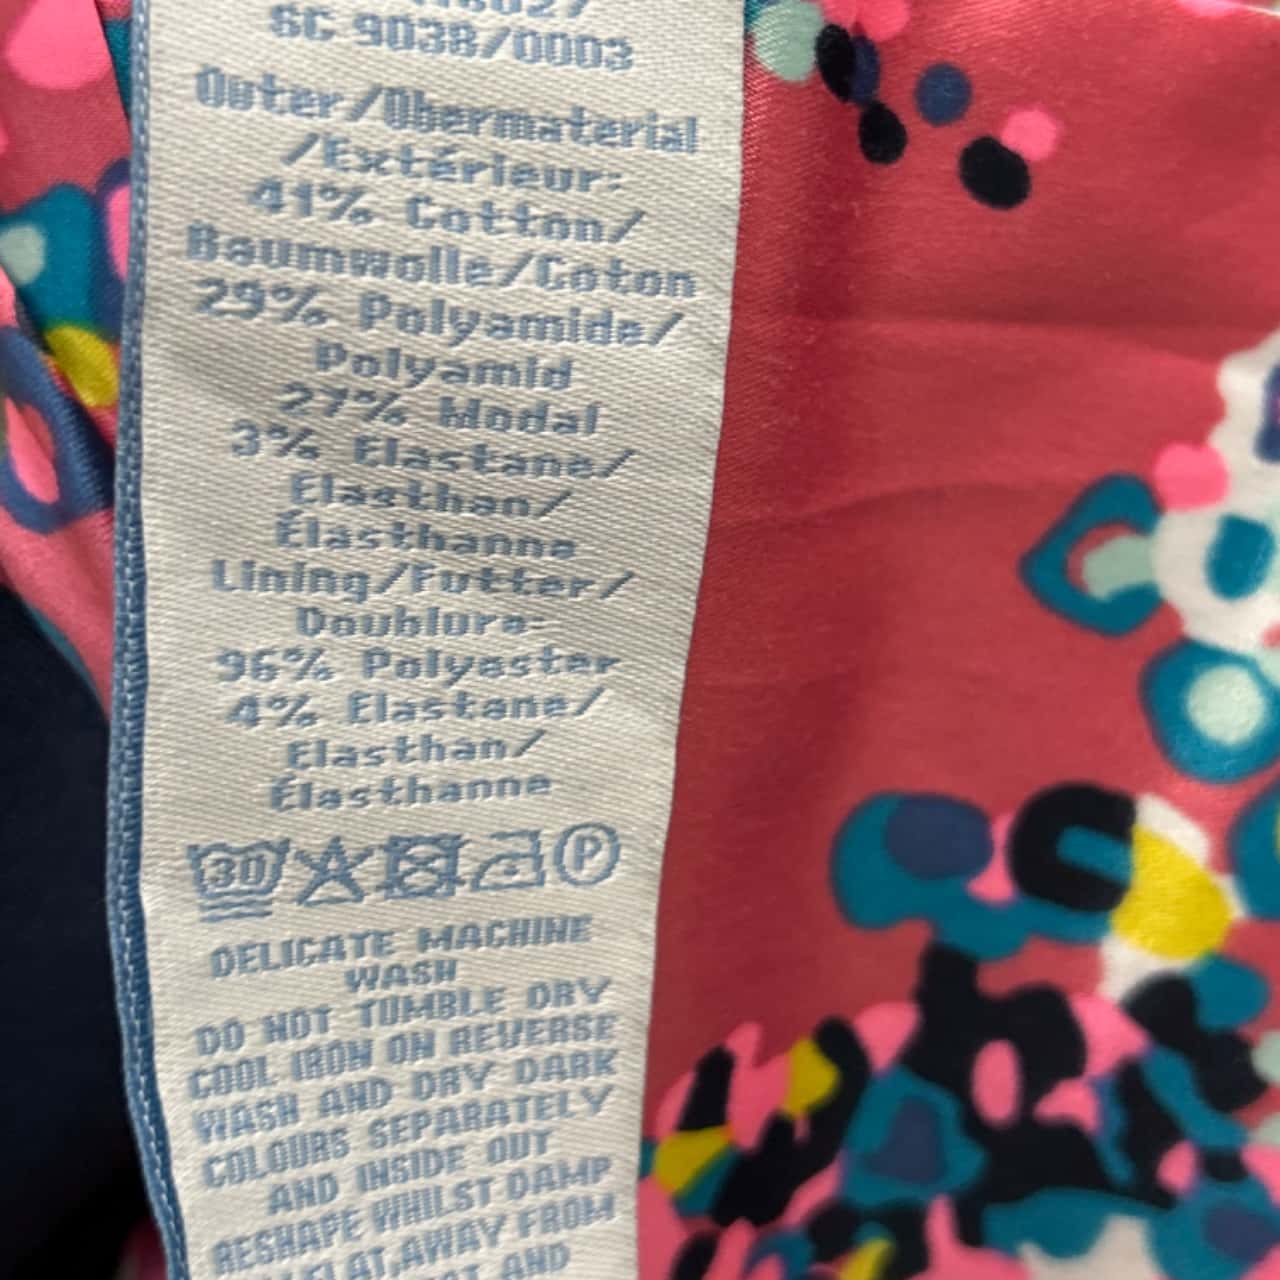 SC 9038/0003
Outer/Obermaterial
/Extérieur:
41% Cotton/
Baumwolle/Coton
29% Polyamide/
Polyamid
27% Modal
3% Elastane/
Elasthan/
Élasthanne
Lining/Futter/
Doublure:
96% Polyester
4% Elastane/
Elasthan/
Élasthanne
30 P
DELICATE MACHINE
WASH
DO NOT TUMBLE DRY
COOL IRON ON REVERSE
WASH AND DRY DARK
COLOURS SEPARATELY
AND INSIDE OUT
RESHAPE WHILST DAMP
FLAT, AWAY FROM
AND